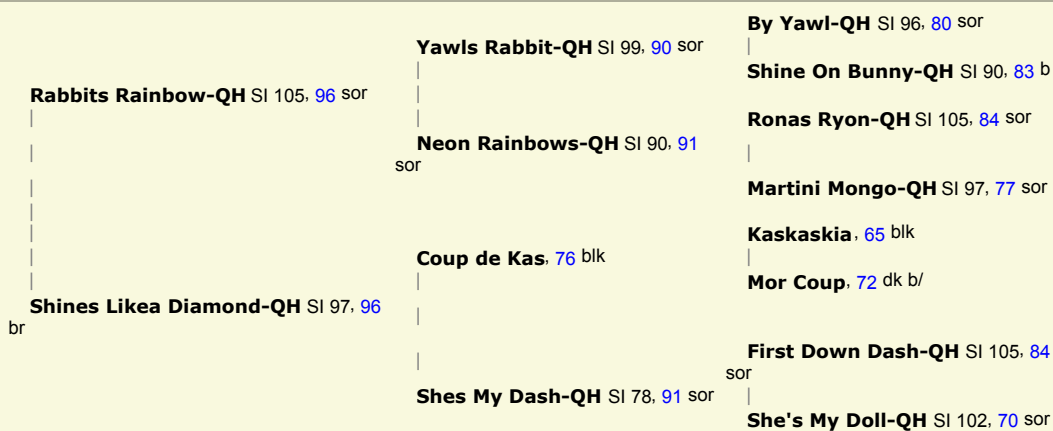 By Yawl-QH SI 96, 80 sor
Yawls Rabbit-QH SI 99, 90 sor
Shine On Bunny-QH SI 90, 83 b
Rabbits Rainbow-QH SI 105, 96 sor
Ronas Ryon-QH SI 105, 84 sor
Neon Rainbows-QH SI 90, 91
sor
Martini Mongo-QH SI 97, 77 sor
Kaskaskia, 65 blk
Coup de Kas, 76 blk
Mor Coup, 72 dk b/
Shines Likea Diamond-QH SI 97, 96
br
First Down Dash-QH SI 105, 84
sor
Shes My Dash-QH SI 78, 91 sor
She's My Doll-QH SI 102, 70 sor